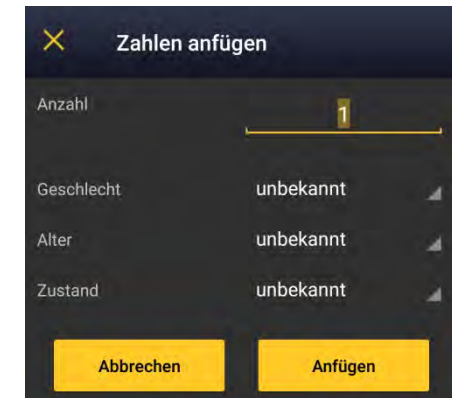 Zahlen anfügen
Anzahl 1
Geschlecht unbekannt
Alter unbekannt
Zustand unbekannt
Abbrechen Anfügen